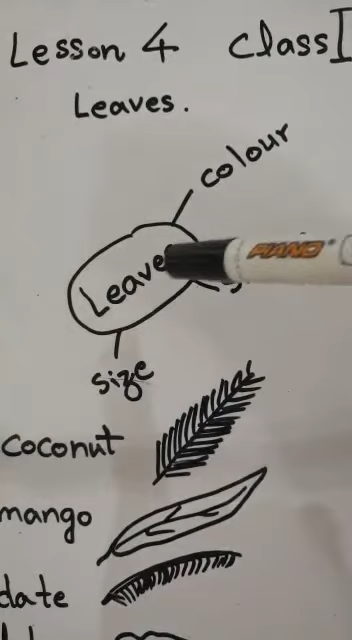 Lesson 4 Class I
Leaves.
colour
Leave
PIANO
size
coconut
mango
date